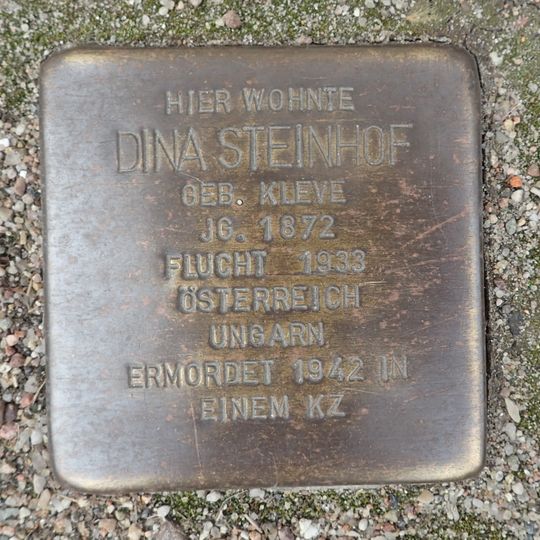 HIER WOHNTE
DINA STEINHOF
GEB. KLEVE
JG. 1872
FLUCHT 1933
ÖSTERREICH
UNGARN
ERMORDET 1942 IN
EINEM KZ